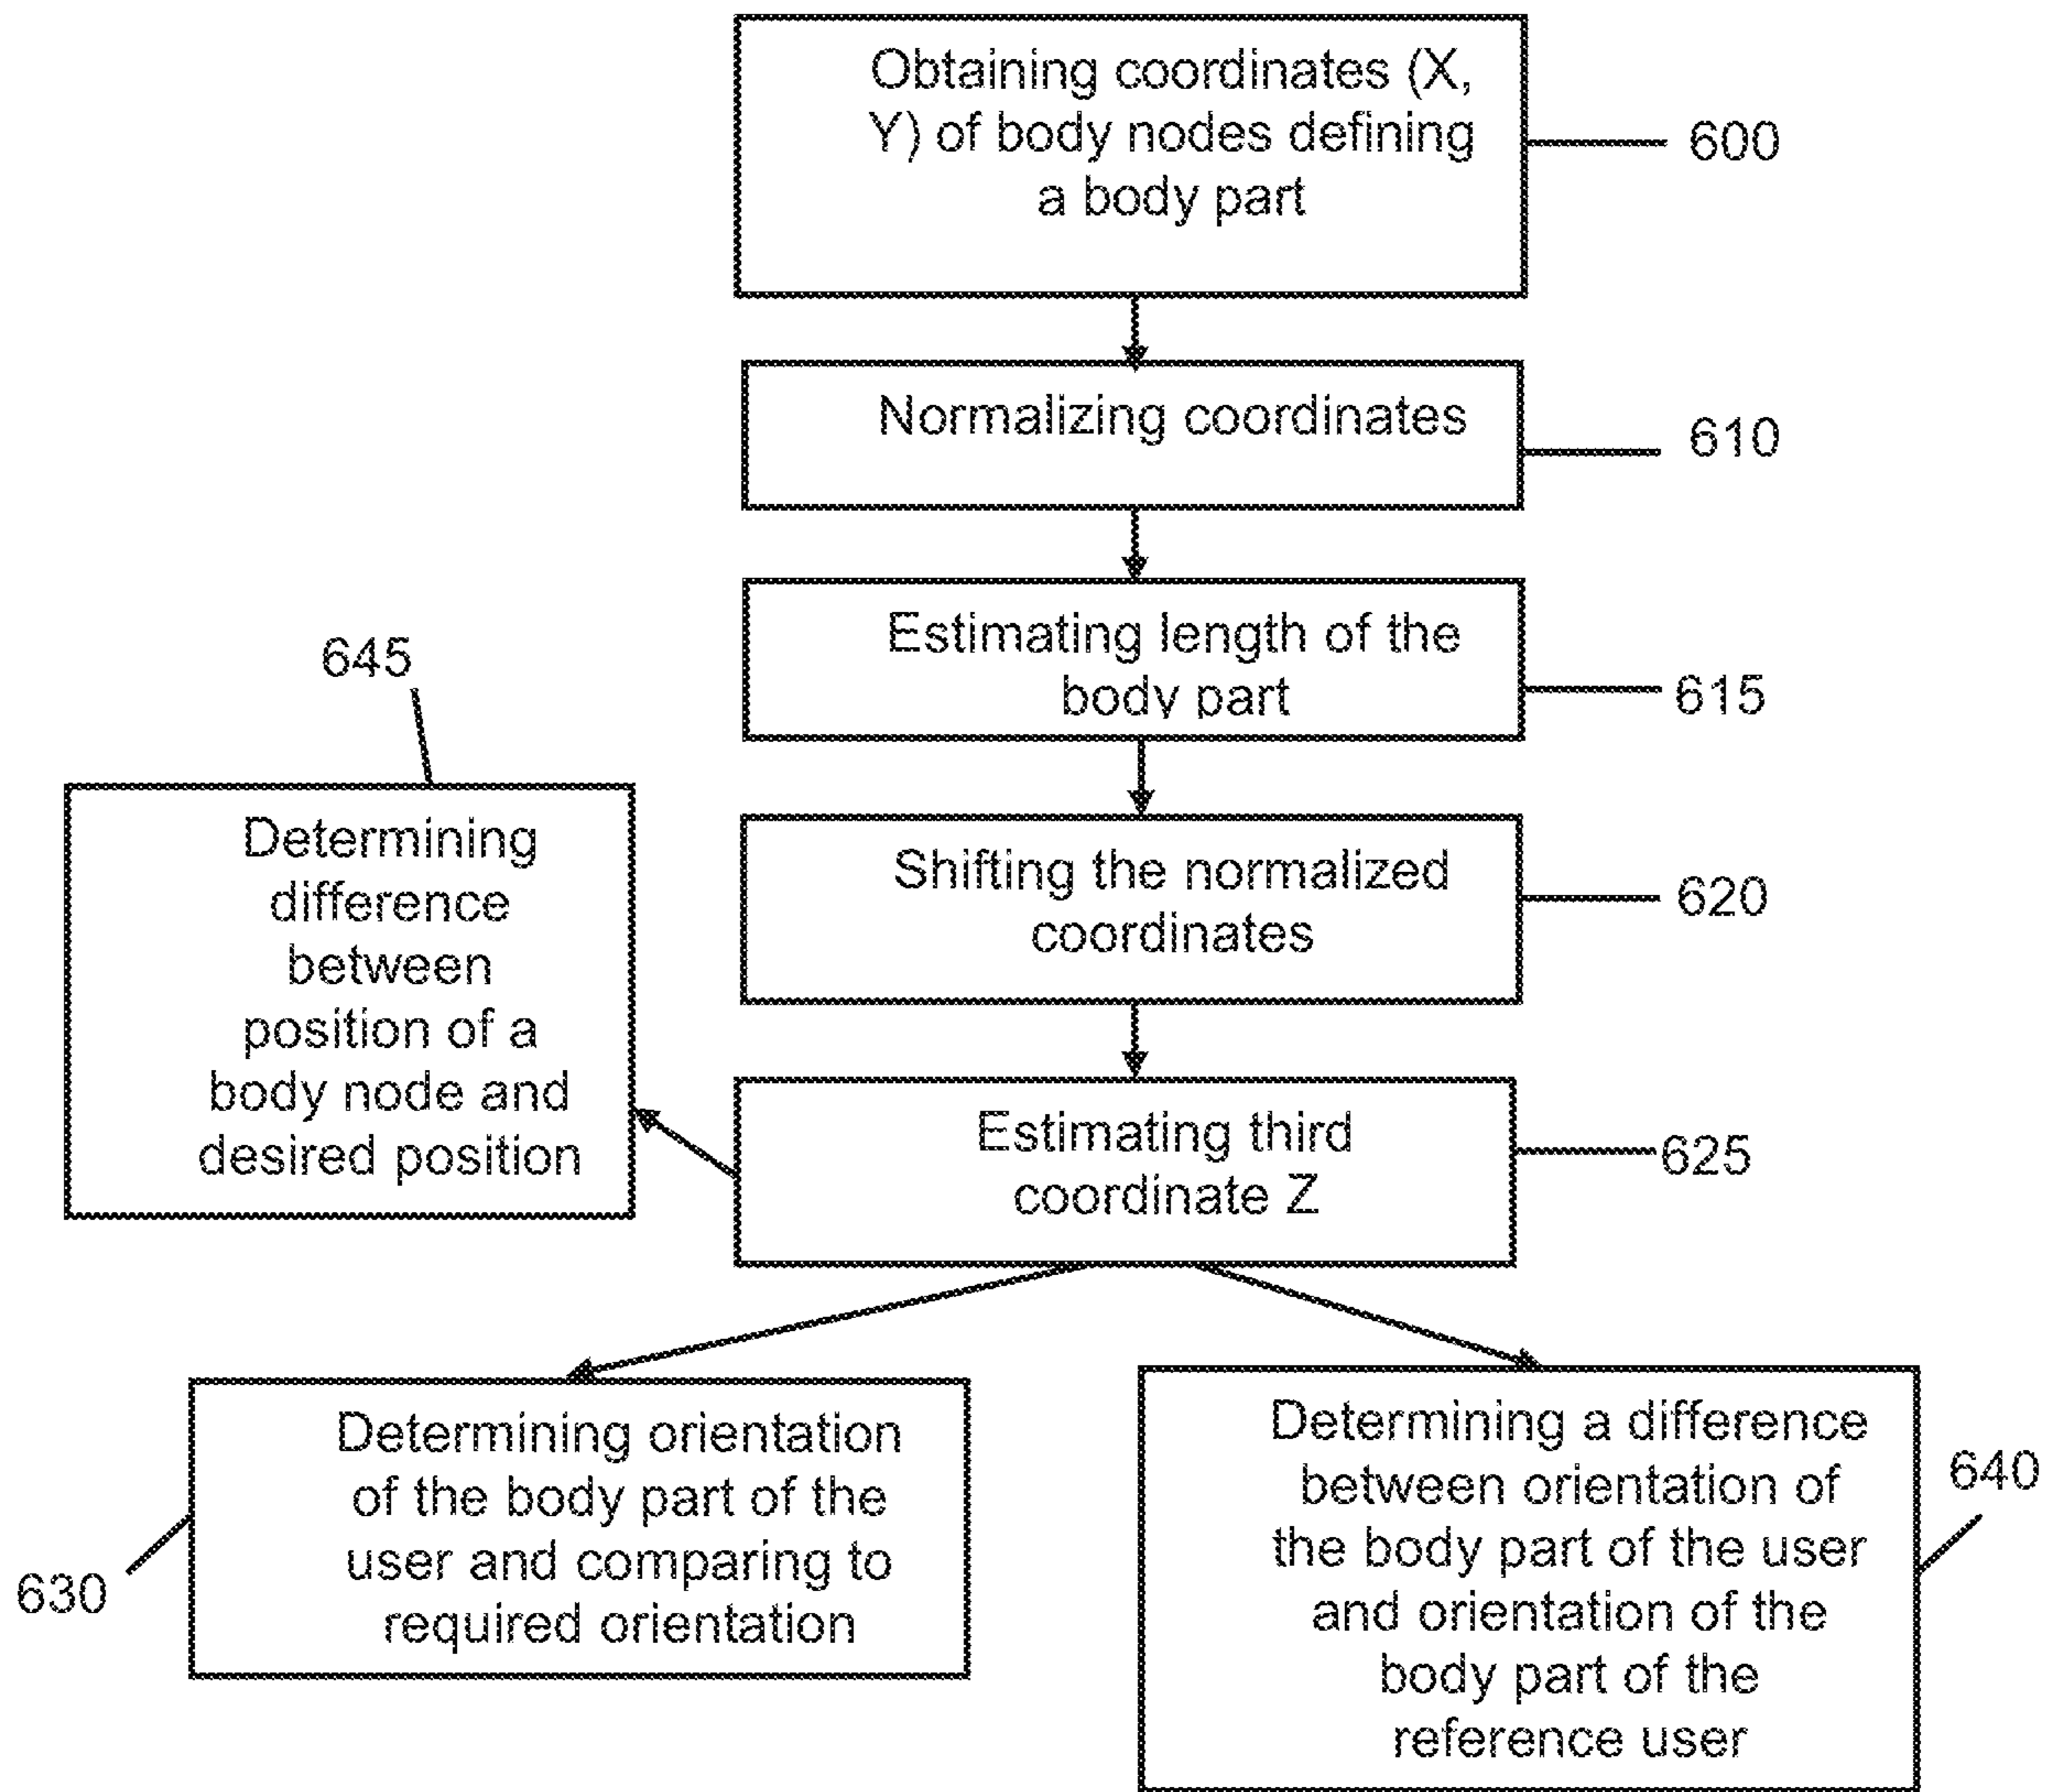 Obtaining coordinates (X,
Y) of body nodes defining
a body part
600
Normalizing coordinates
610
Estimating length of the
body part
615
645
Determining
difference
between
position of a
body node and
desired position
Shifting the normalized
coordinates
620
Estimating third
coordinate Z
625
Determining orientation
of the body part of the
user and comparing to
required orientation
630
Determining a difference
between orientation of
the body part of the user
and orientation of the
body part of the
reference user
640